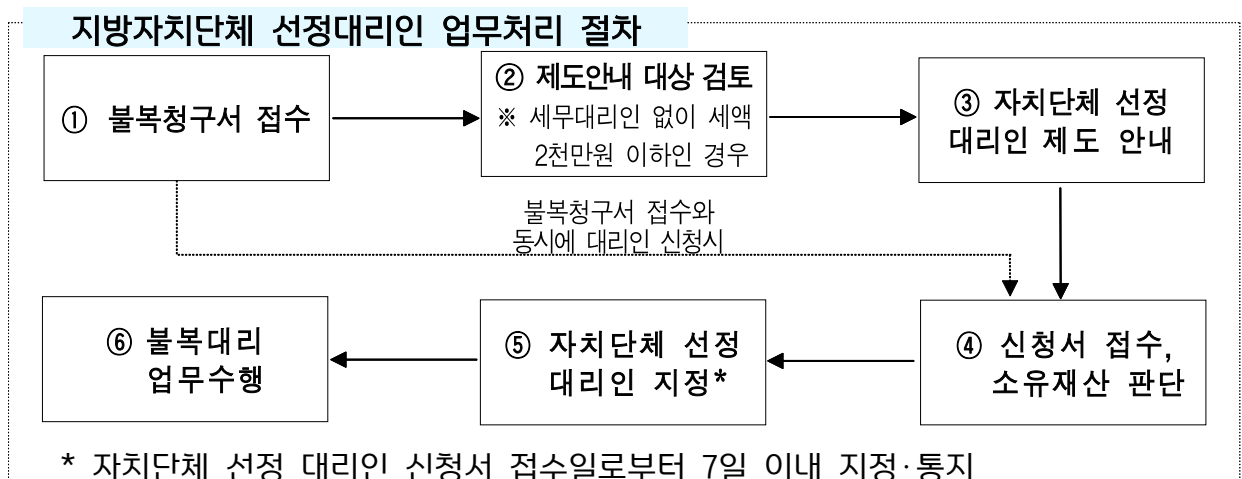 지방자치단체 선정대리인 업무처리 절차
① 불복청구서 접수
② 제도안내 대상 검토
※ 세무대리인 없이 세액
2천만원 이하인 경우
③ 자치단체 선정
대리인 제도 안내
불복청구서 접수와
동시에 대리인 신청시
④ 신청서 접수,
소유재산 판단
⑤ 자치단체 선정
대리인 지정*
⑥ 불복대리
업무수행
* 자치단체 선정 대리인 신청서 접수일로부터 7일 이내 지정·통지